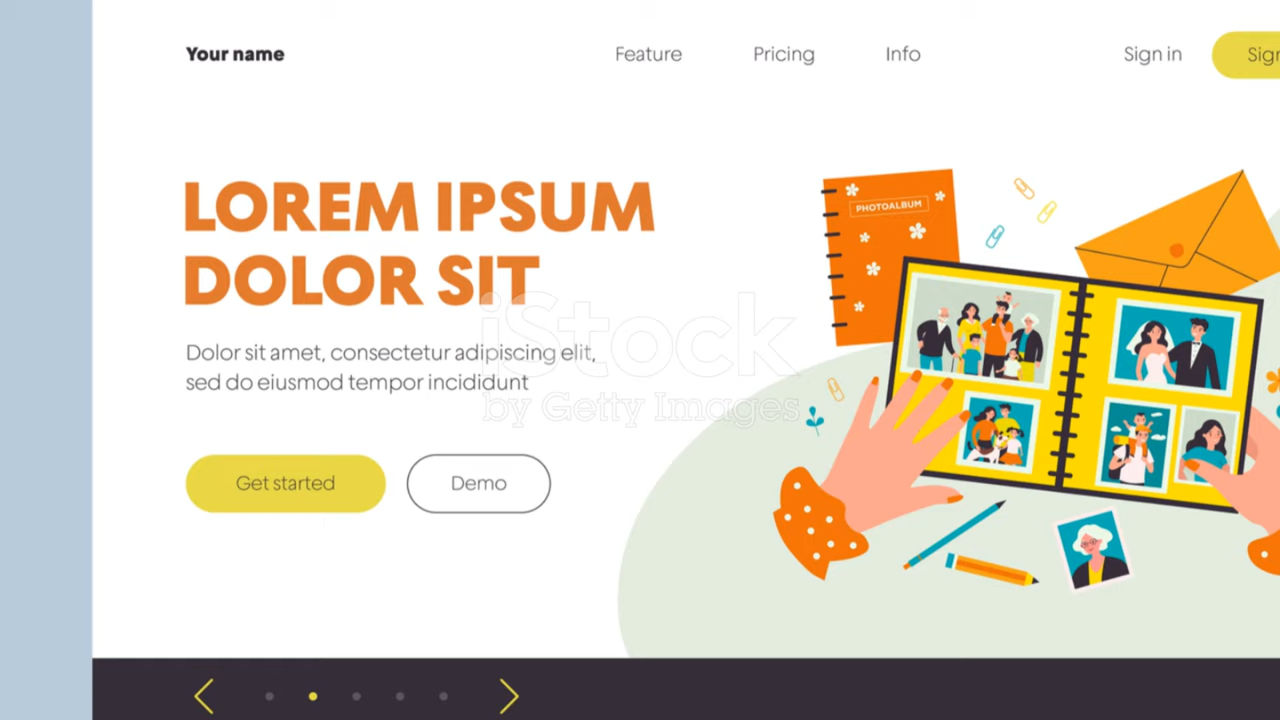 Your name
Feature
Pricing
Info
Sign in
LOREM IPSUM
DOLOR SIT
Dolor sit amet, consectetur adipiscing elit,
sed do eiusmod tempor incididunt
Get started
Demo
PHOTOALBUM
iStock
by Getty Images